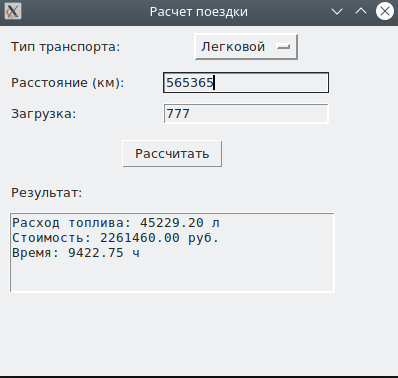 Расчет поездки
Тип транспорта: Легковой
Расстояние (км): 565365
Загрузка: 777
Рассчитать
Результат:
Расход топлива: 45229.20 л
Стоимость: 2261460.00 руб.
Время: 9422.75 ч